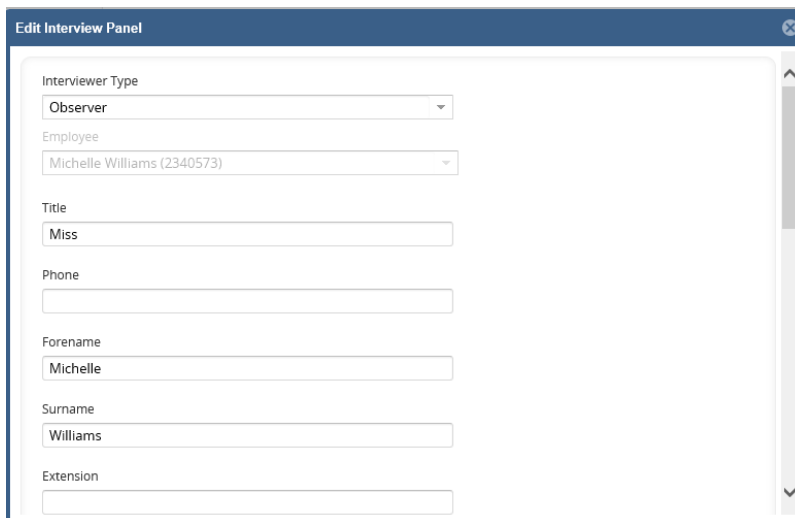 Edit Interview Panel
Interviewer Type
Observer
Employee
Michelle Williams (2340573)
Title
Miss
Phone
Forename
Michelle
Surname
Williams
Extension